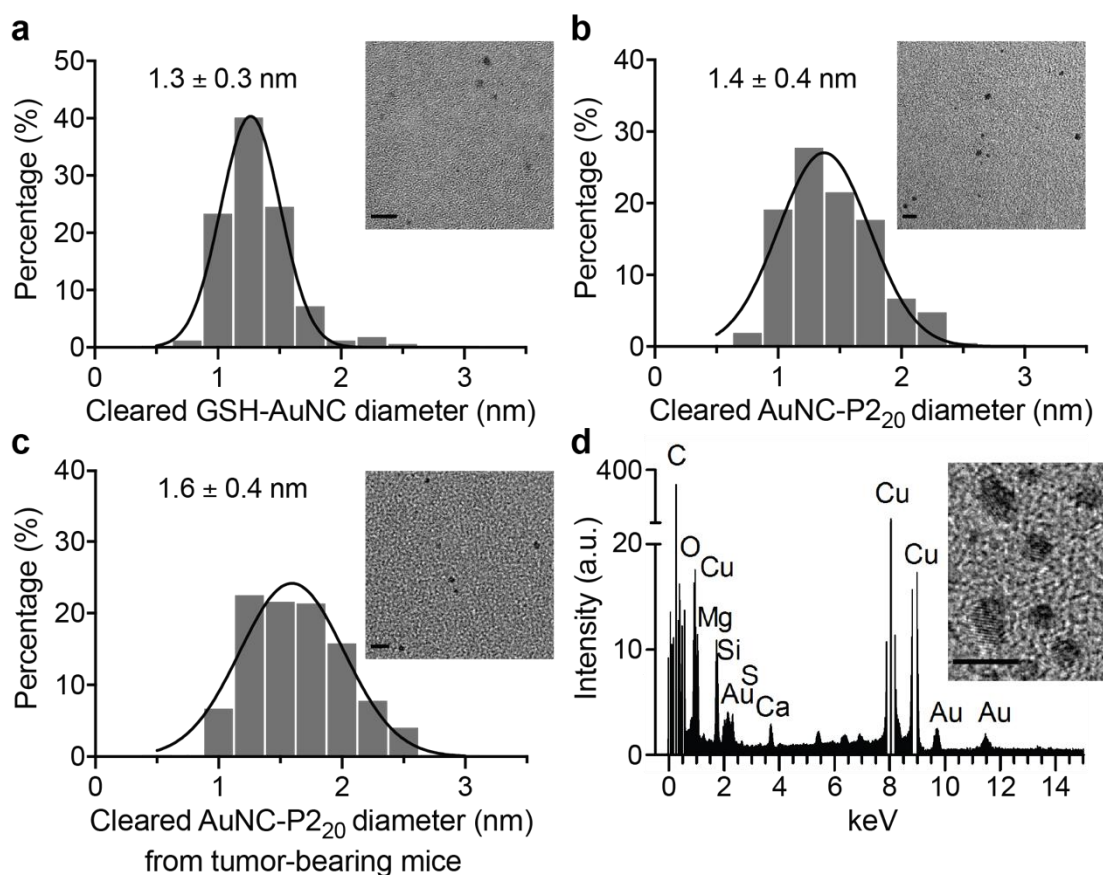 a
50
40
30
20
10
0
Percentage (%)
1.3 ± 0.3 nm
0 1 2 3
Cleared GSH-AuNC diameter (nm)
b
40
30
20
10
0
Percentage (%)
1.4 ± 0.4 nm
0 1 2 3
Cleared AuNC-P2₂₀ diameter (nm)
c
40
30
20
10
0
Percentage (%)
1.6 ± 0.4 nm
0 1 2 3
Cleared AuNC-P2₂₀ diameter (nm)
from tumor-bearing mice
d
400
20
10
0
Intensity (a.u.)
C
O
Cu
Mg
Si
S
Au
Ca
Cu
Cu
Au
Au
0 2 4 6 8 10 12 14
keV